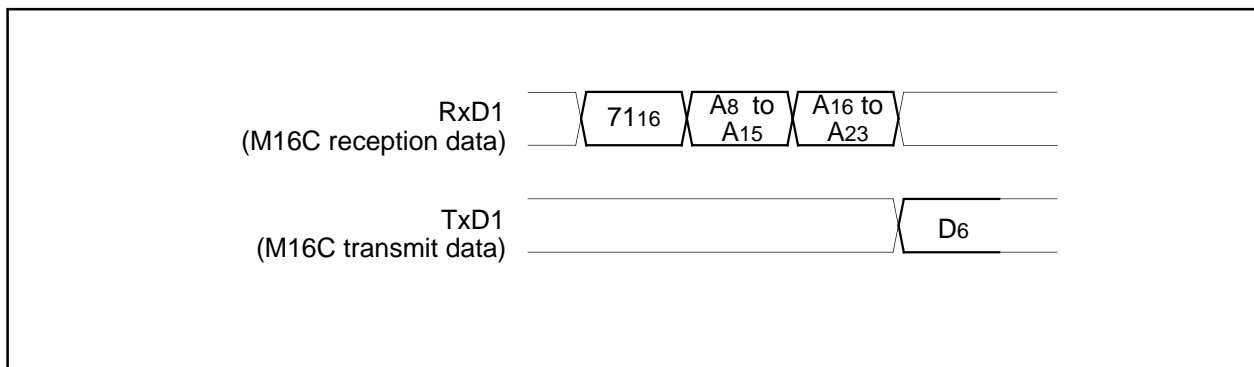 RxD1
(M16C reception data)
7116
A8 to
A15
A16 to
A23
TxD1
(M16C transmit data)
D6